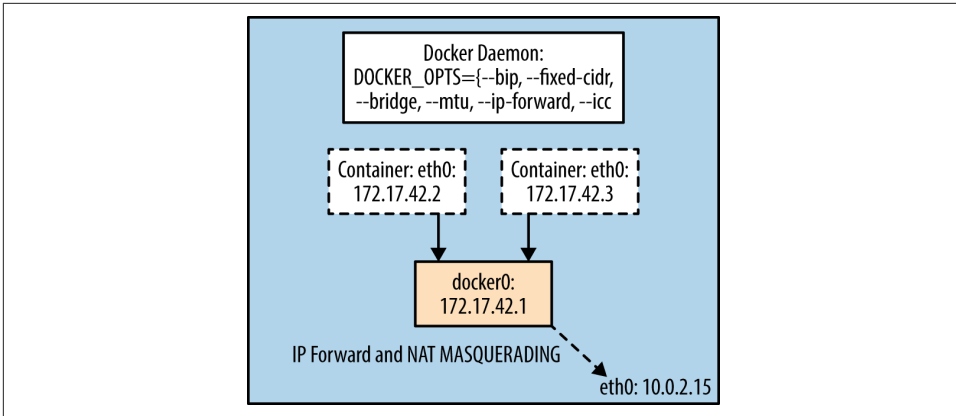 Docker Daemon:
DOCKER_OPTS={--bip, --fixed-cidr,
--bridge, --mtu, --ip-forward, --icc
Container: eth0:
172.17.42.2
Container: eth0:
172.17.42.3
docker0:
172.17.42.1
IP Forward and NAT MASQUERADING
eth0: 10.0.2.15